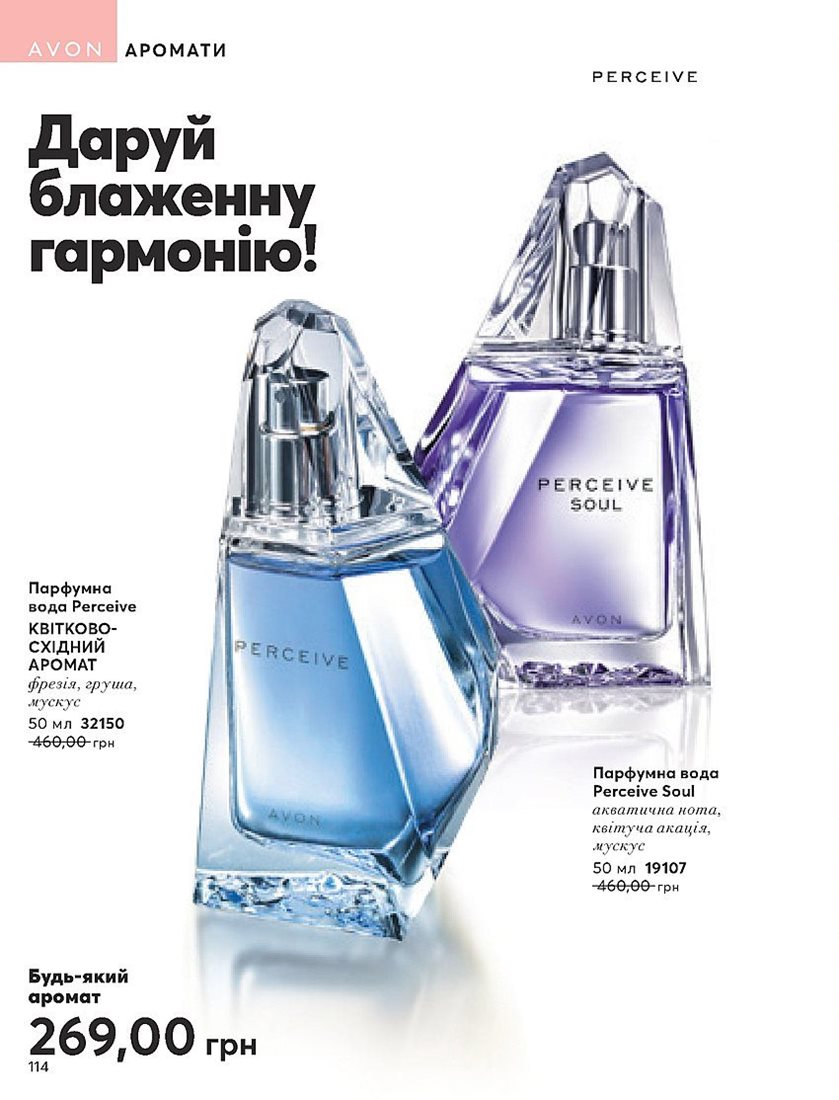 AVON АРОМАТИ
PERCEIVE
Даруй
блаженну
гармонію!
PERCEIVE
SOUL
AVON
PERCEIVE
AVON
Парфумна
вода Perceive
КВІТКОВО-
СХІДНИЙ
АРОМАТ
фрезія, груша,
мускус
50 мл 32150
460,00 грн
Парфумна вода
Perceive Soul
акватична нота,
квітуча акація,
мускус
50 мл 19107
460,00 грн
Будь-який
аромат
269,00 грн
114